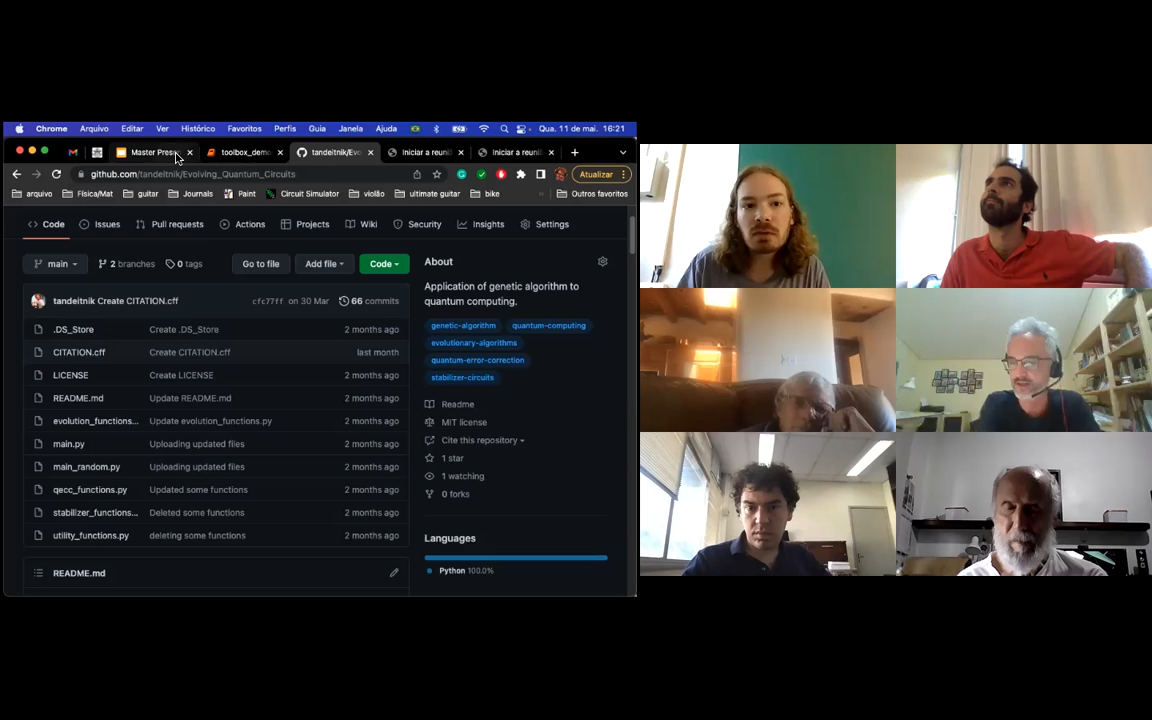 Chrome Arquivo Editar Ver Histórico Favoritos Perfis Guia Janela Ajuda Qua. 11 de mai. 16:21
Master Pres toolbox_demo tandeitnik/Evo Iniciar a reuni Iniciar a reuni
github.com/tandeitnik/Evolving_Quantum_Circuits Atualizar
arquivo Física/Mat guitar Journals Paint Circuit Simulator violão ultimate guitar bike Outros favoritos
Code Issues Pull requests Actions Projects Wiki Security Insights Settings
main 2 branches 0 tags Go to file Add file Code
tandeitnik Create CITATION.cff cfc77ff on 30 Mar 66 commits
.DS_Store Create .DS_Store 2 months ago
CITATION.cff Create CITATION.cff last month
LICENSE Create LICENSE 2 months ago
README.md Update README.md 2 months ago
evolution_functions... Update evolution_functions.py 2 months ago
main.py Uploading updated files 2 months ago
main_random.py Uploading updated files 2 months ago
qecc_functions.py Updated some functions 2 months ago
stabilizer_functions... Deleted some functions 2 months ago
utility_functions.py deleting some functions 2 months ago
README.md
About
Application of genetic algorithm to
quantum computing.
genetic-algorithm quantum-computing
evolutionary-algorithms
quantum-error-correction
stabilizer-circuits
Readme
MIT license
Cite this repository
1 star
1 watching
0 forks
Languages
Python 100.0%